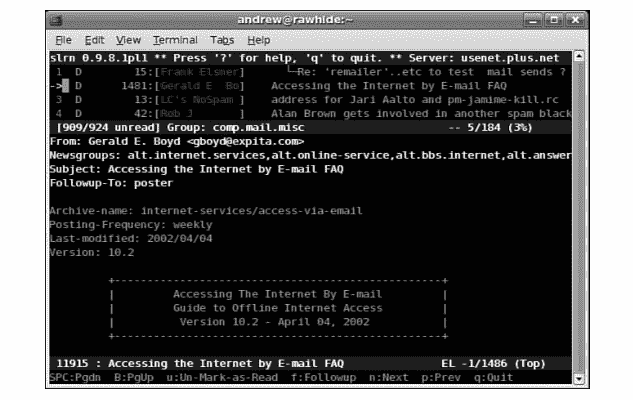 andrew@rawhide:~
File Edit View Terminal Tabs Help
slrn 0.9.8.1pl1 ** Press '?' for help, 'q' to quit. ** Server: usenet.plus.net
1 D 15:[Frank Elsner] └─Re: 'remailer'..etc to test mail sends ?
-> D 1481:[Gerald E Bo] Accessing the Internet by E-mail FAQ
3 D 13:[LC's NoSpam ] address for Jari Aalto and pm-jamime-kill.rc
4 D 42:[Rob J ] Alan Brown gets involved in another spam black
[909/924 unread] Group: comp.mail.misc -- 5/184 (3%)
From: Gerald E. Boyd <gboyd@expita.com>
Newsgroups: alt.internet.services,alt.online-service,alt.bbs.internet,alt.answer
Subject: Accessing the Internet by E-mail FAQ
Followup-To: poster
Archive-name: internet-services/access-via-email
Posting-Frequency: weekly
Last-modified: 2002/04/04
Version: 10.2
Accessing The Internet By E-mail
Guide to Offline Internet Access
Version 10.2 - April 04, 2002
11915 : Accessing the Internet by E-mail FAQ EL -1/1486 (Top)
SPC:Pgdn B:PgUp u:Un-Mark-as-Read f:Followup n:Next p:Prev q:Quit